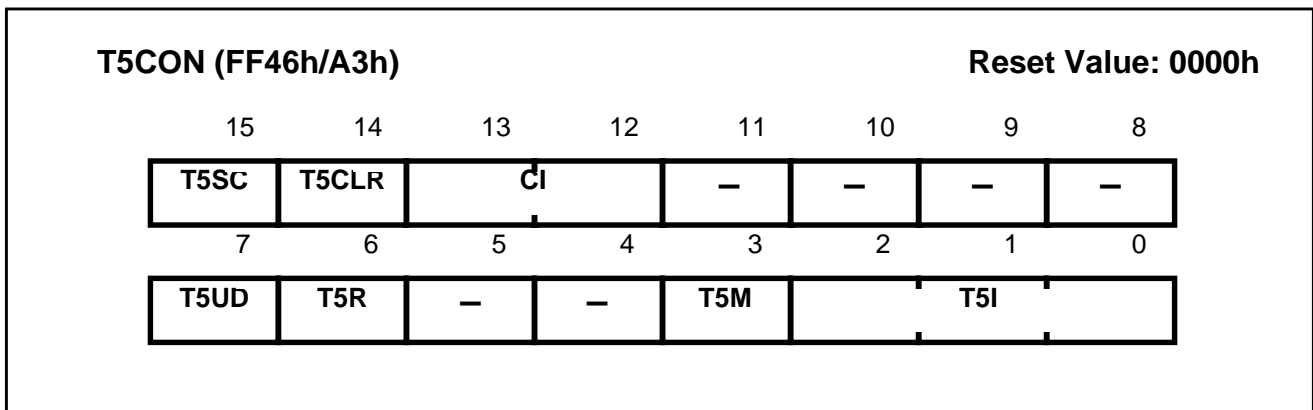 T5CON (FF46h/A3h) Reset Value: 0000h
15 14 13 12 11 10 9 8
T5SC T5CLR CI – – – –
7 6 5 4 3 2 1 0
T5UD T5R – – T5M T5I